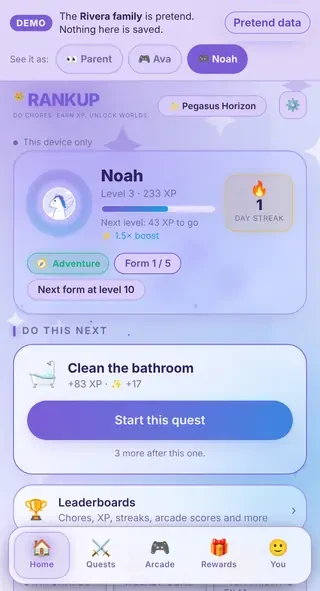 DEMO
The Rivera family is pretend.
Nothing here is saved.
Pretend data
See it as:
👀 Parent
🎮 Ava
🎮 Noah
RANKUP
DO CHORES. EARN XP. UNLOCK WORLDS.
Pegasus Horizon
This device only
Noah
Level 3 · 233 XP
Next level: 43 XP to go
1.5× boost
1
DAY STREAK
Adventure
Form 1 / 5
Next form at level 10
DO THIS NEXT
Clean the bathroom
+83 XP · ✨ +17
Start this quest
3 more after this one.
Leaderboards
Chores, XP, streaks, arcade scores and more
Home
Quests
Arcade
Rewards
You